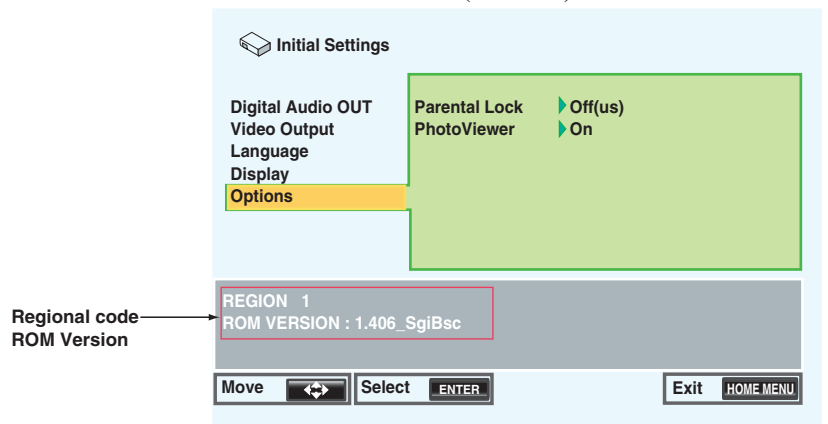 Initial Settings
Digital Audio OUT
Video Output
Language
Display
Options
Parental Lock Off(us)
PhotoViewer On
REGION 1
ROM VERSION : 1.406_SgiBsc
Regional code
ROM Version
Move
Select ENTER
Exit HOME MENU